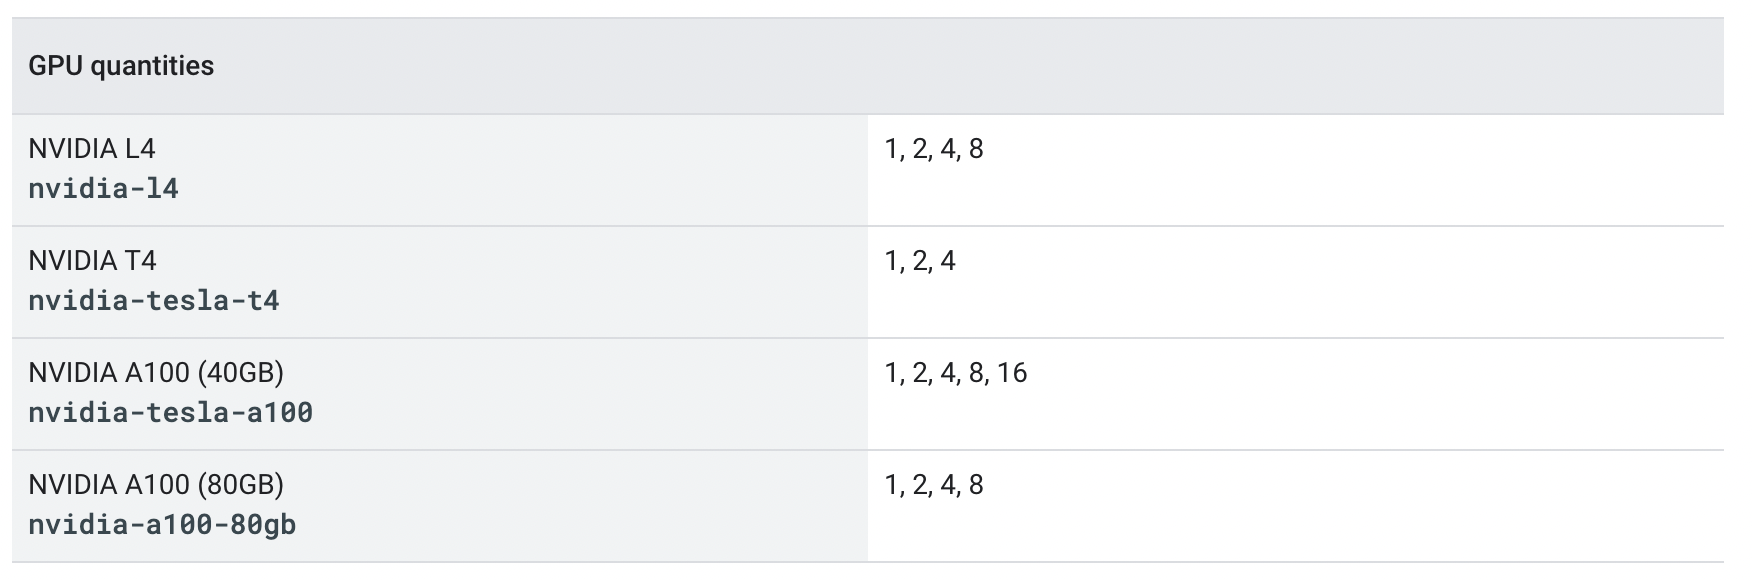 GPU quantities
NVIDIA L4
nvidia-l4
1, 2, 4, 8
NVIDIA T4
nvidia-tesla-t4
1, 2, 4
NVIDIA A100 (40GB)
nvidia-tesla-a100
1, 2, 4, 8, 16
NVIDIA A100 (80GB)
nvidia-a100-80gb
1, 2, 4, 8